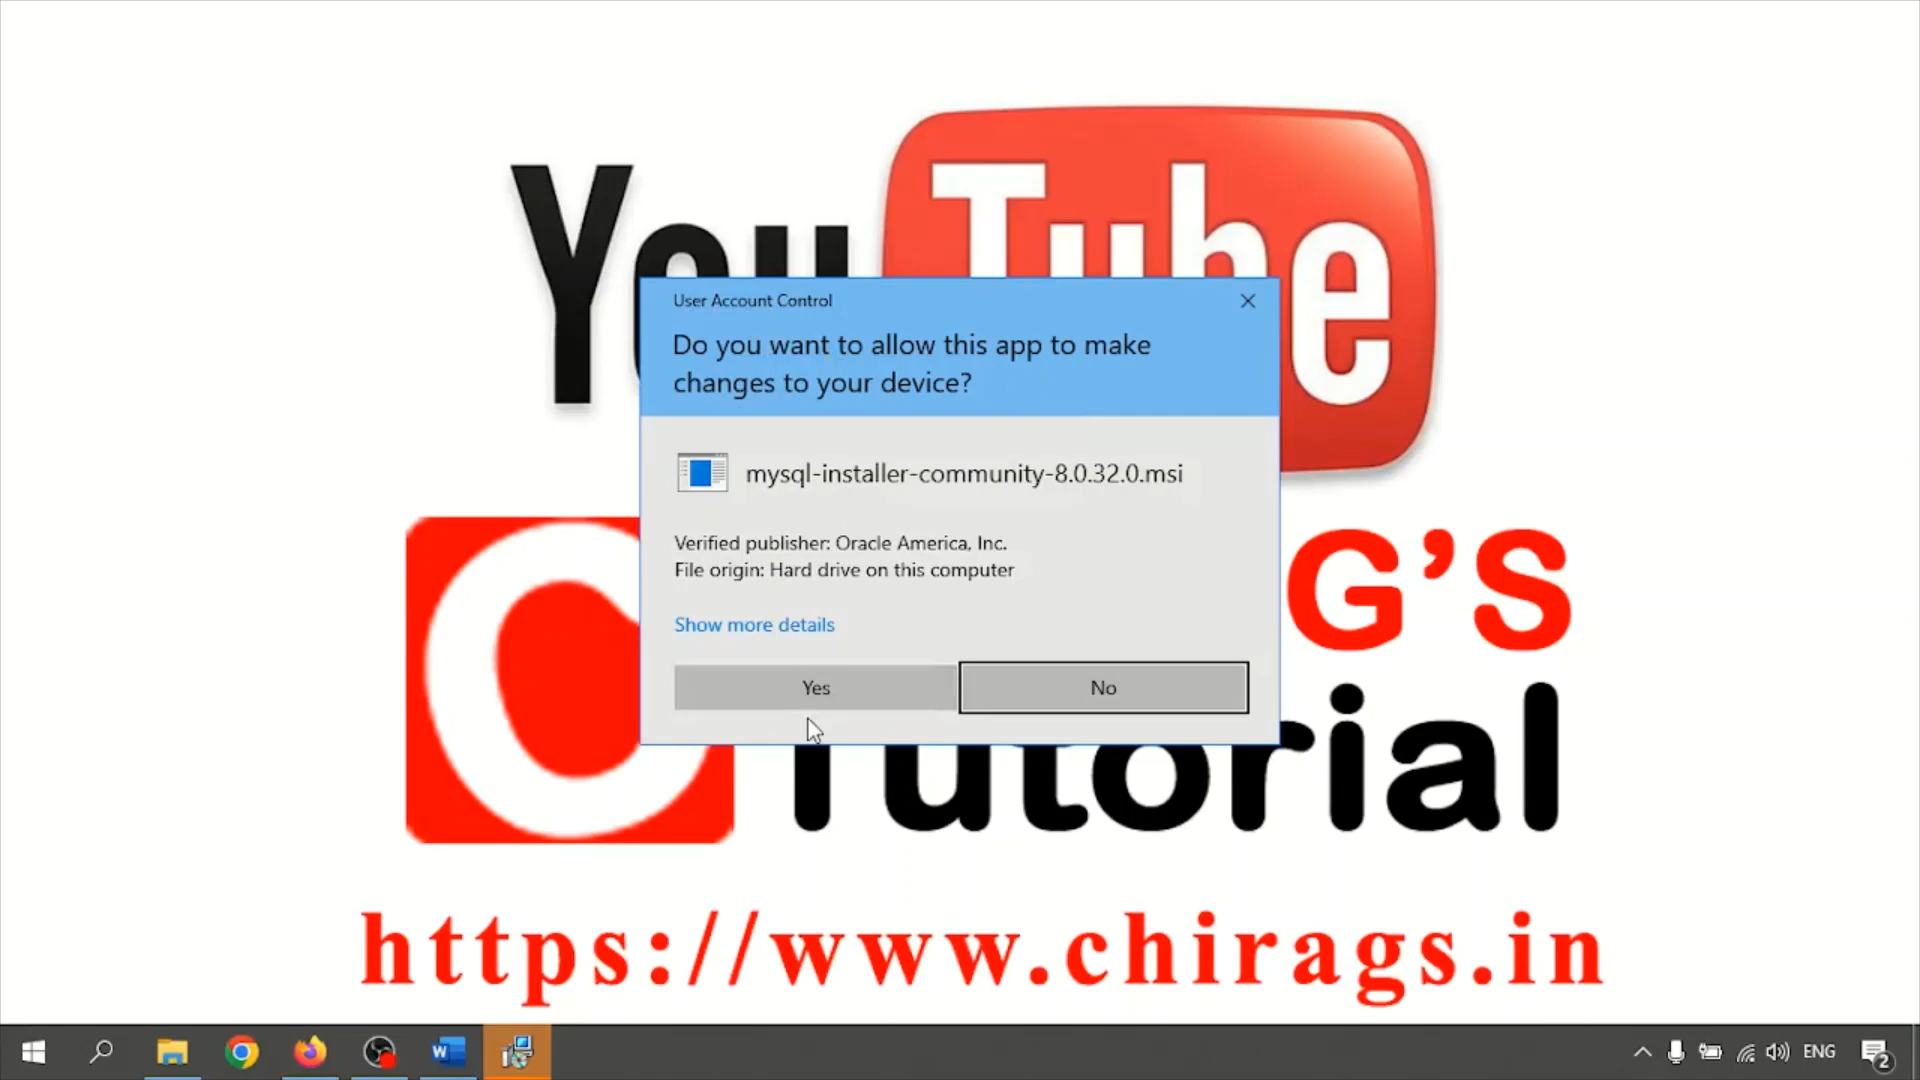 YouTube
User Account Control
Do you want to allow this app to make
changes to your device?
mysql-installer-community-8.0.32.0.msi
Verified publisher: Oracle America, Inc.
File origin: Hard drive on this computer
Show more details
Yes
No
C
G'S
Tutorial
https://www.chirags.in
W
ENG
2